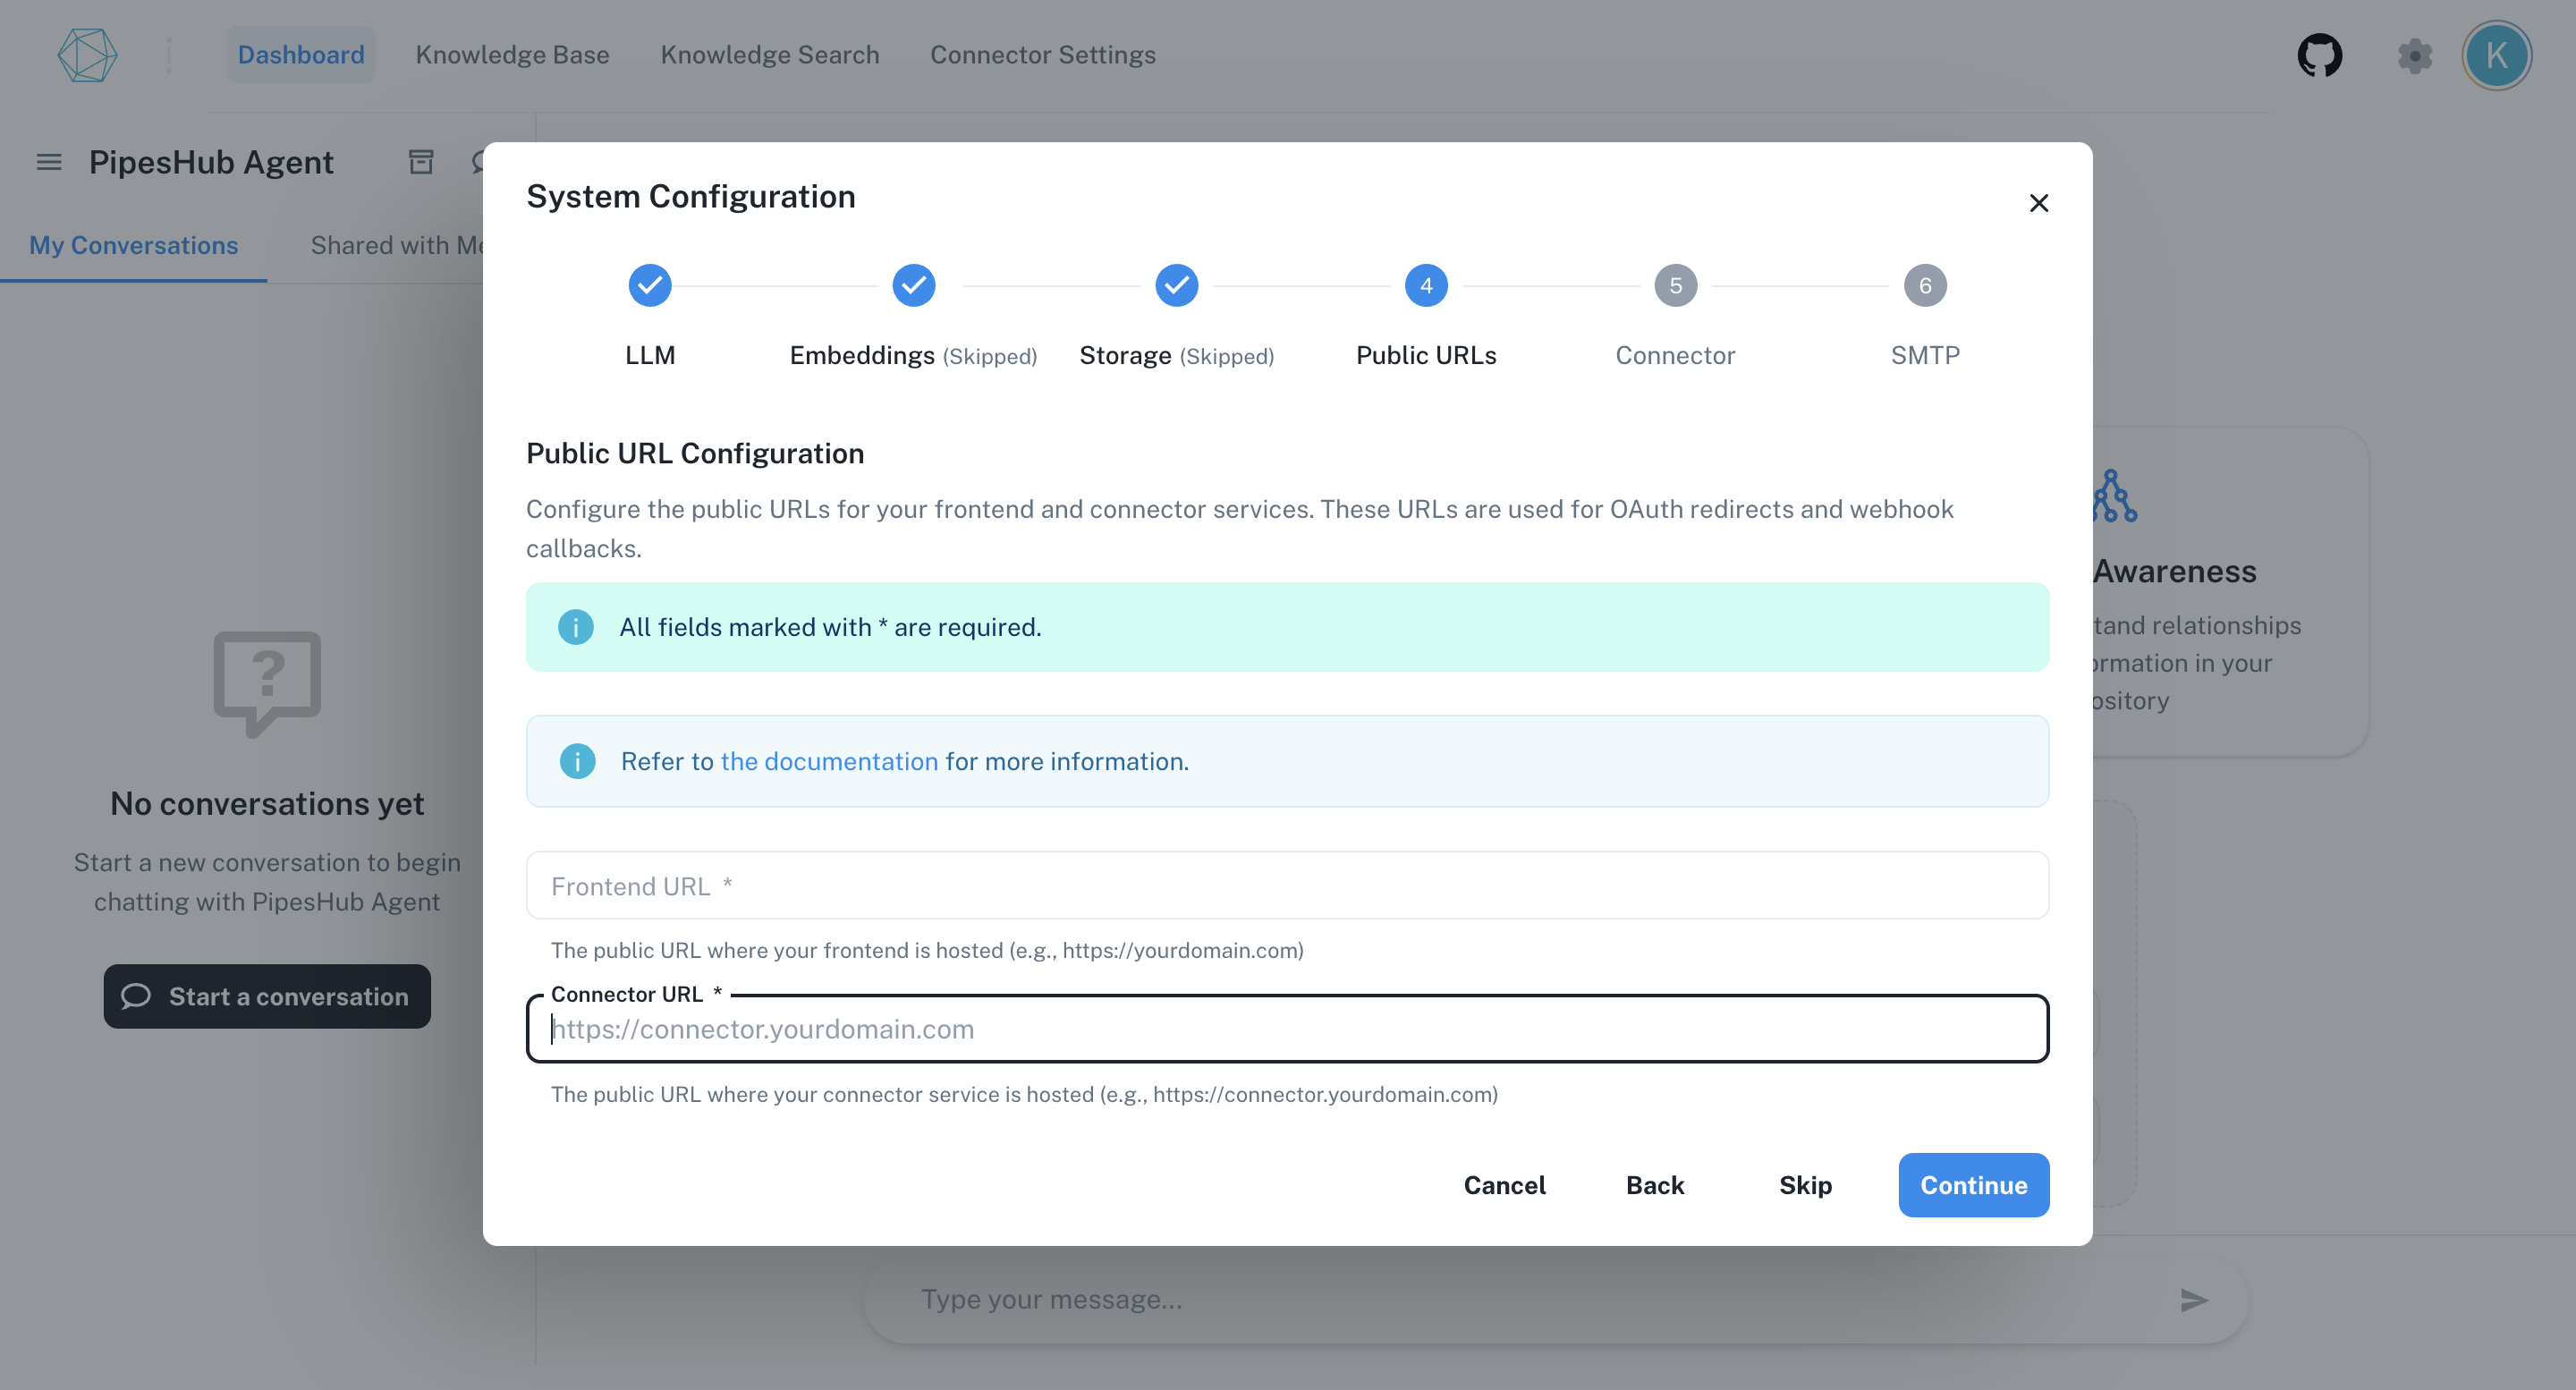 Dashboard Knowledge Base Knowledge Search Connector Settings K
PipesHub Agent
My Conversations Shared with Me
No conversations yet
Start a new conversation to begin
chatting with PipesHub Agent
Start a conversation
System Configuration
4 5 6
LLM Embeddings (Skipped) Storage (Skipped) Public URLs Connector SMTP
Public URL Configuration
Configure the public URLs for your frontend and connector services. These URLs are used for OAuth redirects and webhook
callbacks.
All fields marked with * are required.
Refer to the documentation for more information.
Frontend URL *
The public URL where your frontend is hosted (e.g., https://yourdomain.com)
Connector URL *
https://connector.yourdomain.com
The public URL where your connector service is hosted (e.g., https://connector.yourdomain.com)
Cancel Back Skip Continue
Awareness
tand relationships
ormation in your
ository
Type your message...